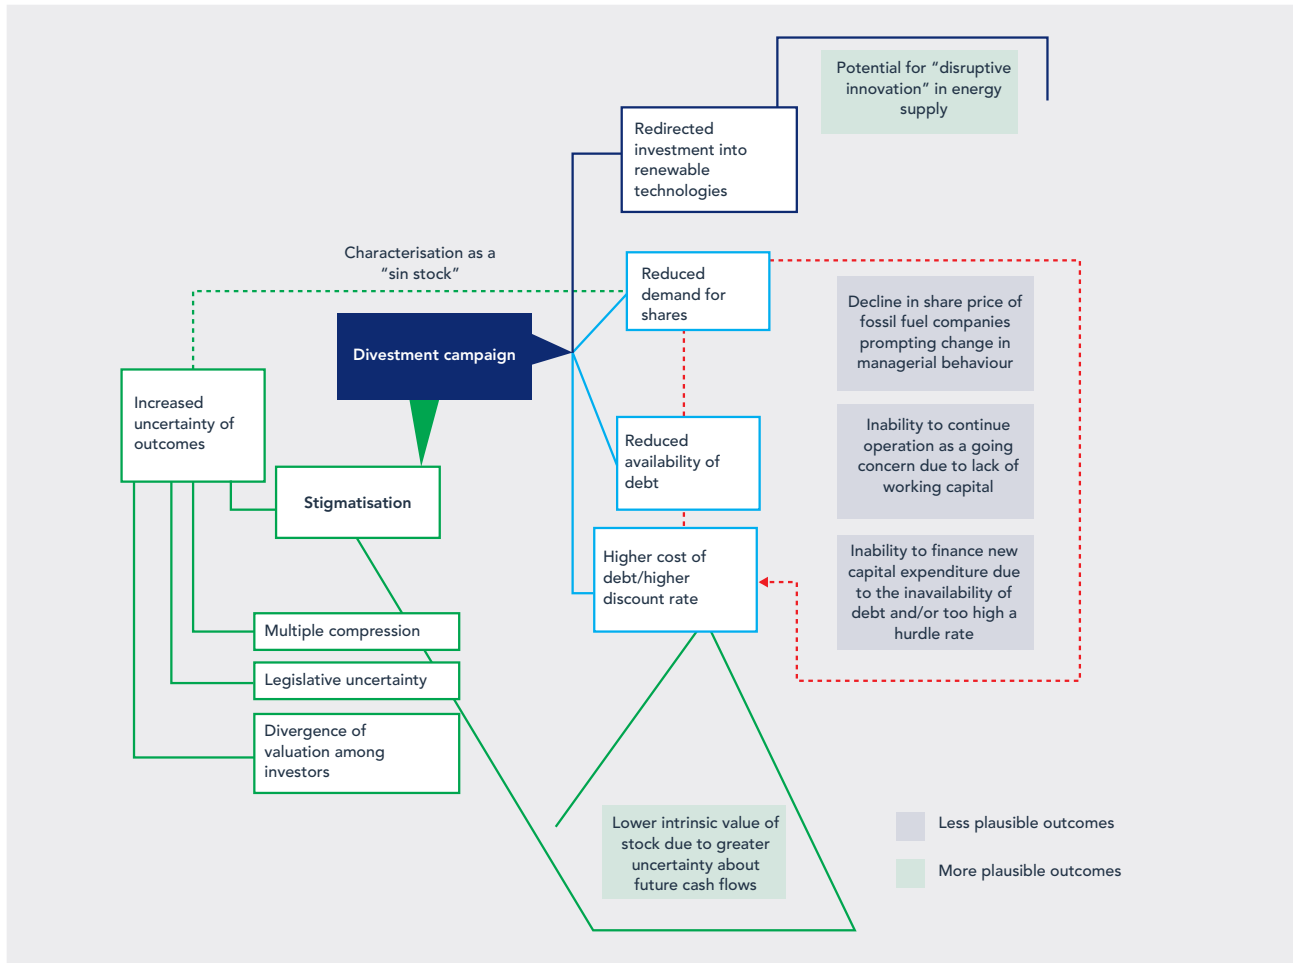 Potential for “disruptive
innovation” in energy
supply
Redirected
investment into
renewable
technologies
Characterisation as a
“sin stock”
Reduced
demand for
shares
Decline in share price of
fossil fuel companies
prompting change in
managerial behaviour
Divestment campaign
Increased
uncertainty of
outcomes
Reduced
availability of
debt
Inability to continue
operation as a going
concern due to lack of
working capital
Stigmatisation
Higher cost of
debt/higher
discount rate
Inability to finance new
capital expenditure due
to the inavailability of
debt and/or too high a
hurdle rate
Multiple compression
Legislative uncertainty
Divergence of
valuation among
investors
Lower intrinsic value of
stock due to greater
uncertainty about
future cash flows
Less plausible outcomes
More plausible outcomes